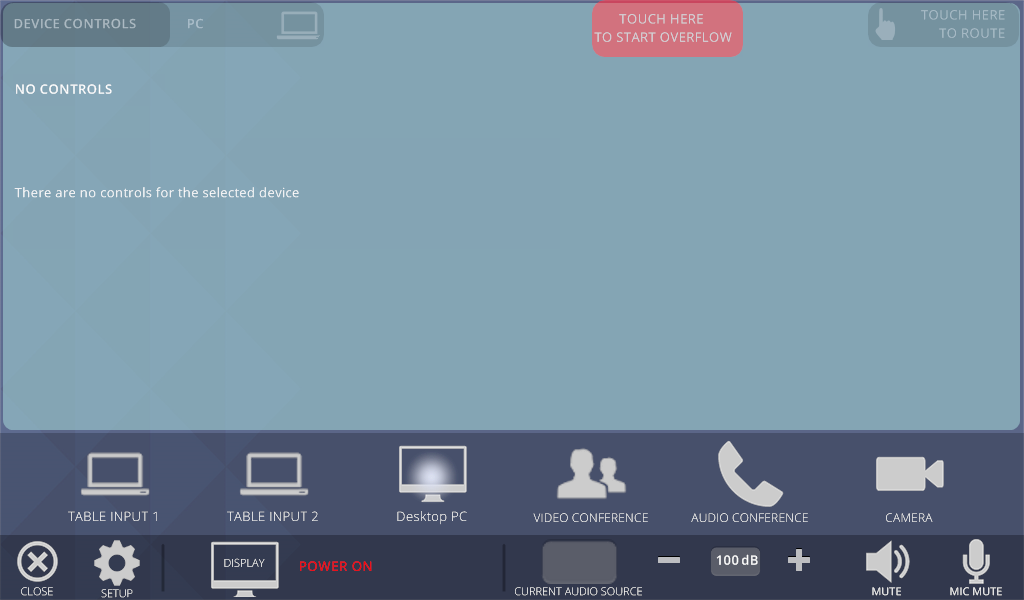 DEVICE CONTROLS
PC
TOUCH HERE
TO START OVERFLOW
TOUCH HERE
TO ROUTE
NO CONTROLS
There are no controls for the selected device
TABLE INPUT 1
TABLE INPUT 2
Desktop PC
VIDEO CONFERENCE
AUDIO CONFERENCE
CAMERA
CLOSE
SETUP
DISPLAY
POWER ON
CURRENT AUDIO SOURCE
100 dB
MUTE
MIC MUTE